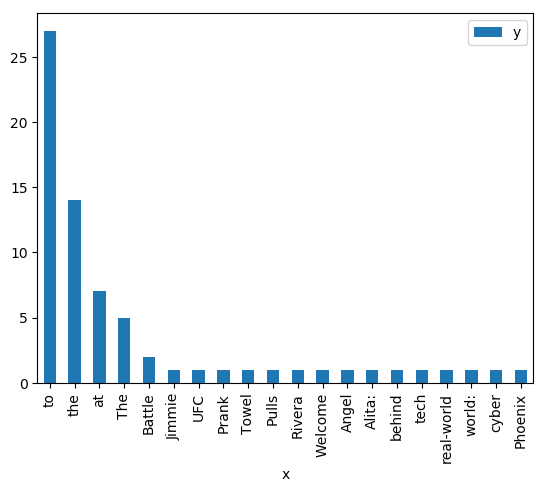 y
25
20
15
10
5
0
to
the
at
The
Battle
Jimmie
UFC
Prank
Towel
Pulls
Rivera
Welcome
Angel
Alita:
behind
tech
real-world
world:
cyber
Phoenix
x